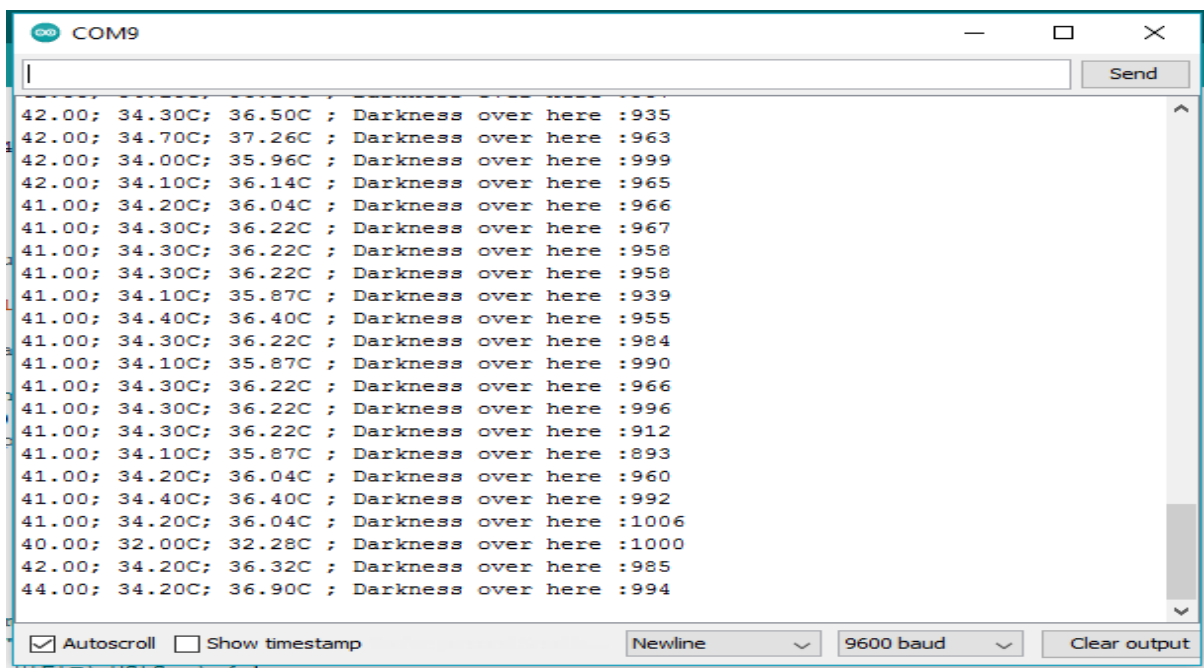 COM9
Send
42.00; 34.30C; 36.50C ; Darkness over here :935
42.00; 34.70C; 37.26C ; Darkness over here :963
42.00; 34.00C; 35.96C ; Darkness over here :999
42.00; 34.10C; 36.14C ; Darkness over here :965
41.00; 34.20C; 36.04C ; Darkness over here :966
41.00; 34.30C; 36.22C ; Darkness over here :967
41.00; 34.30C; 36.22C ; Darkness over here :958
41.00; 34.30C; 36.22C ; Darkness over here :958
41.00; 34.10C; 35.87C ; Darkness over here :939
41.00; 34.40C; 36.40C ; Darkness over here :955
41.00; 34.30C; 36.22C ; Darkness over here :984
41.00; 34.10C; 35.87C ; Darkness over here :990
41.00; 34.30C; 36.22C ; Darkness over here :966
41.00; 34.30C; 36.22C ; Darkness over here :996
41.00; 34.30C; 36.22C ; Darkness over here :912
41.00; 34.10C; 35.87C ; Darkness over here :893
41.00; 34.20C; 36.04C ; Darkness over here :960
41.00; 34.40C; 36.40C ; Darkness over here :992
41.00; 34.20C; 36.04C ; Darkness over here :1006
40.00; 32.00C; 32.28C ; Darkness over here :1000
42.00; 34.20C; 36.32C ; Darkness over here :985
44.00; 34.20C; 36.90C ; Darkness over here :994
Autoscroll Show timestamp Newline 9600 baud Clear output